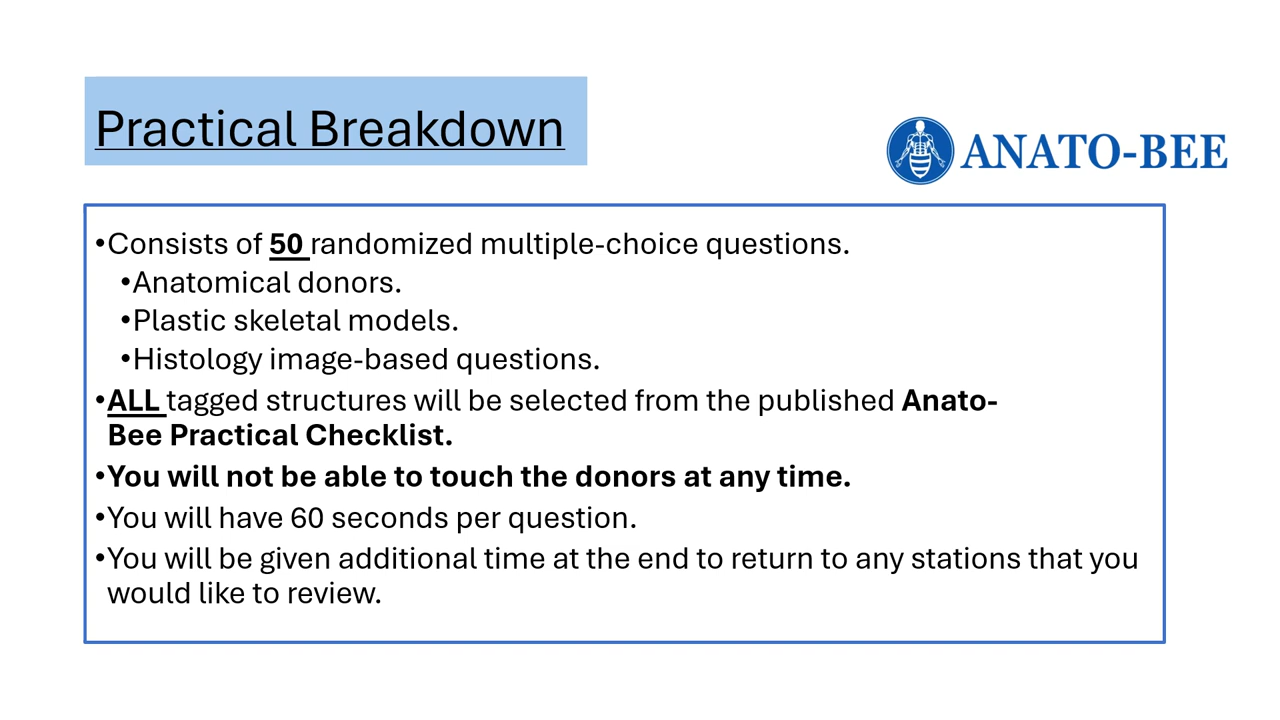 Practical Breakdown
ANATO-BEE
•Consists of 50 randomized multiple-choice questions.
•Anatomical donors.
•Plastic skeletal models.
•Histology image-based questions.
•ALL tagged structures will be selected from the published Anato-
Bee Practical Checklist.
•You will not be able to touch the donors at any time.
•You will have 60 seconds per question.
•You will be given additional time at the end to return to any stations that you
would like to review.